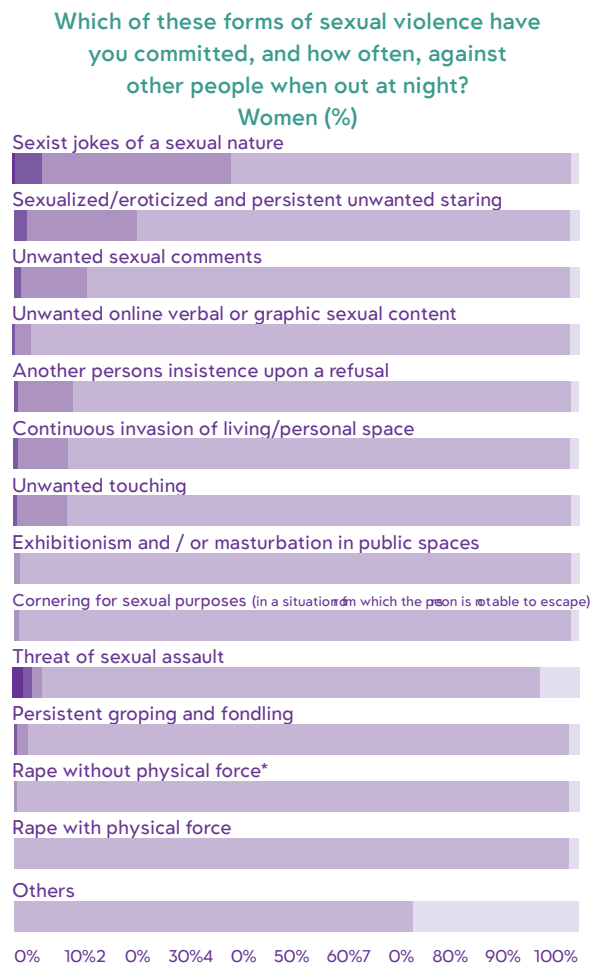 Which of these forms of sexual violence have
you committed, and how often, against
other people when out at night?
Women (%)
Sexist jokes of a sexual nature
Sexualized/eroticized and persistent unwanted staring
Unwanted sexual comments
Unwanted online verbal or graphic sexual content
Another persons insistence upon a refusal
Continuous invasion of living/personal space
Unwanted touching
Exhibitionism and / or masturbation in public spaces
Cornering for sexual purposes (in a situation which the is able to escape)
Threat of sexual assault
Persistent groping and fondling
Rape without physical force*
Rape with physical force
Others
0% 10%2 0% 30%4 0% 50% 60%7 0% 80% 90% 100%